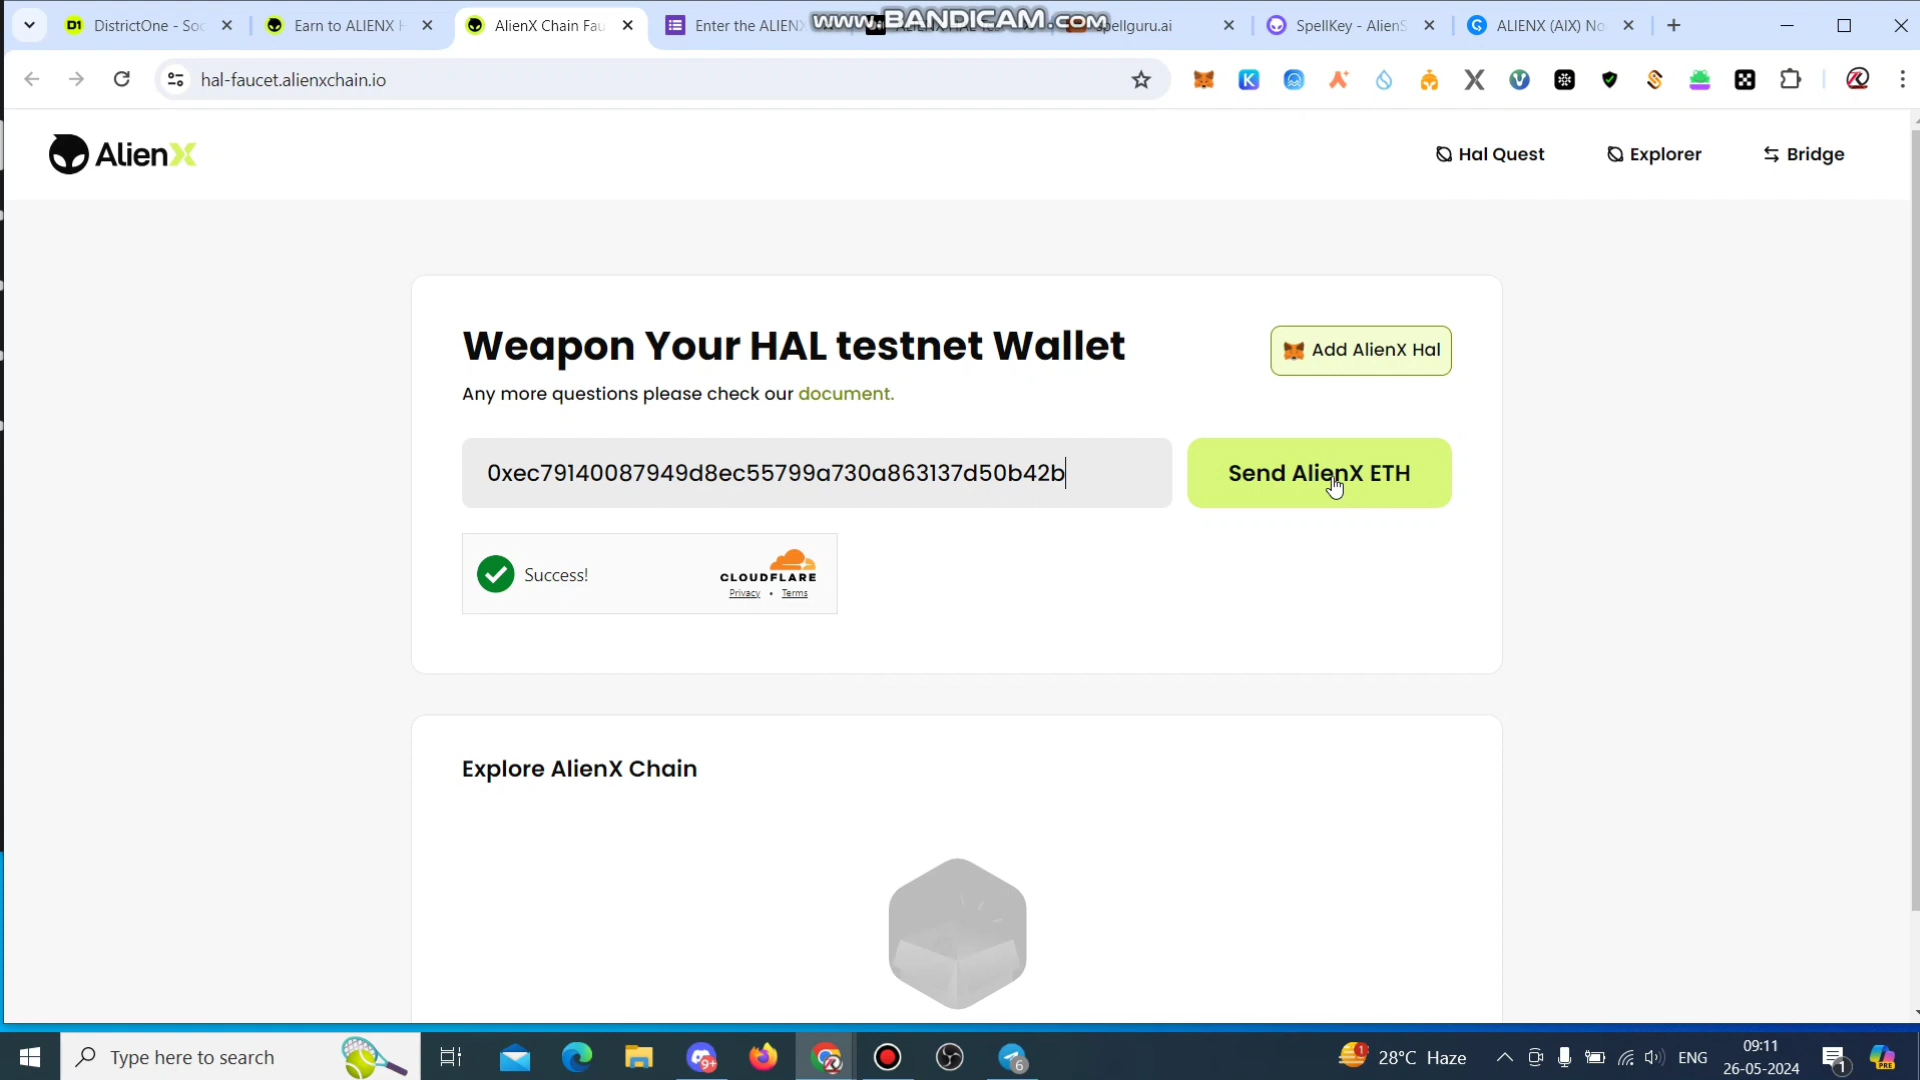 DistrictOne - Soc
Earn to ALIENX H
AlienX Chain Fau
Enter the ALIENX
www.BANDICAM.com
spellguru.ai
SpellKey - AlienS
ALIENX (AIX) No
hal-faucet.alienxchain.io
AlienX
Hal Quest
Explorer
Bridge
Weapon Your HAL testnet Wallet
Add AlienX Hal
Any more questions please check our document.
0xec79140087949d8ec55799a730a863137d50b42b
Send AlienX ETH
Success!
CLOUDFLARE
Privacy • Terms
Explore AlienX Chain
Type here to search
28°C Haze
ENG
09:11
26-05-2024